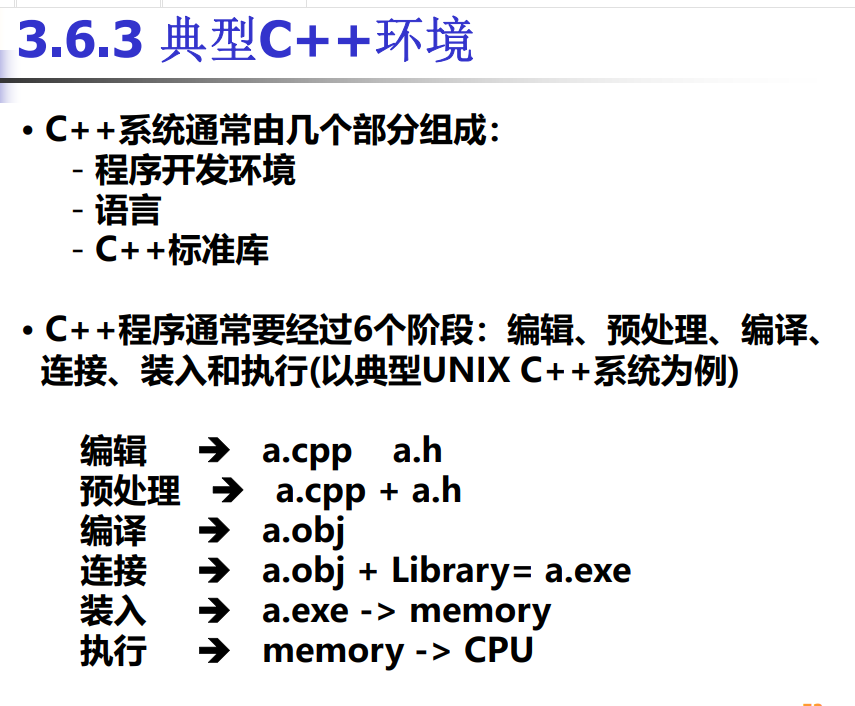 3.6.3 典型C++环境
• C++系统通常由几个部分组成：
- 程序开发环境
- 语言
- C++标准库
• C++程序通常要经过6个阶段：编辑、预处理、编译、
连接、装入和执行(以典型UNIX C++系统为例)
编辑 ➔ a.cpp a.h
预处理 ➔ a.cpp + a.h
编译 ➔ a.obj
连接 ➔ a.obj + Library= a.exe
装入 ➔ a.exe -> memory
执行 ➔ memory -> CPU